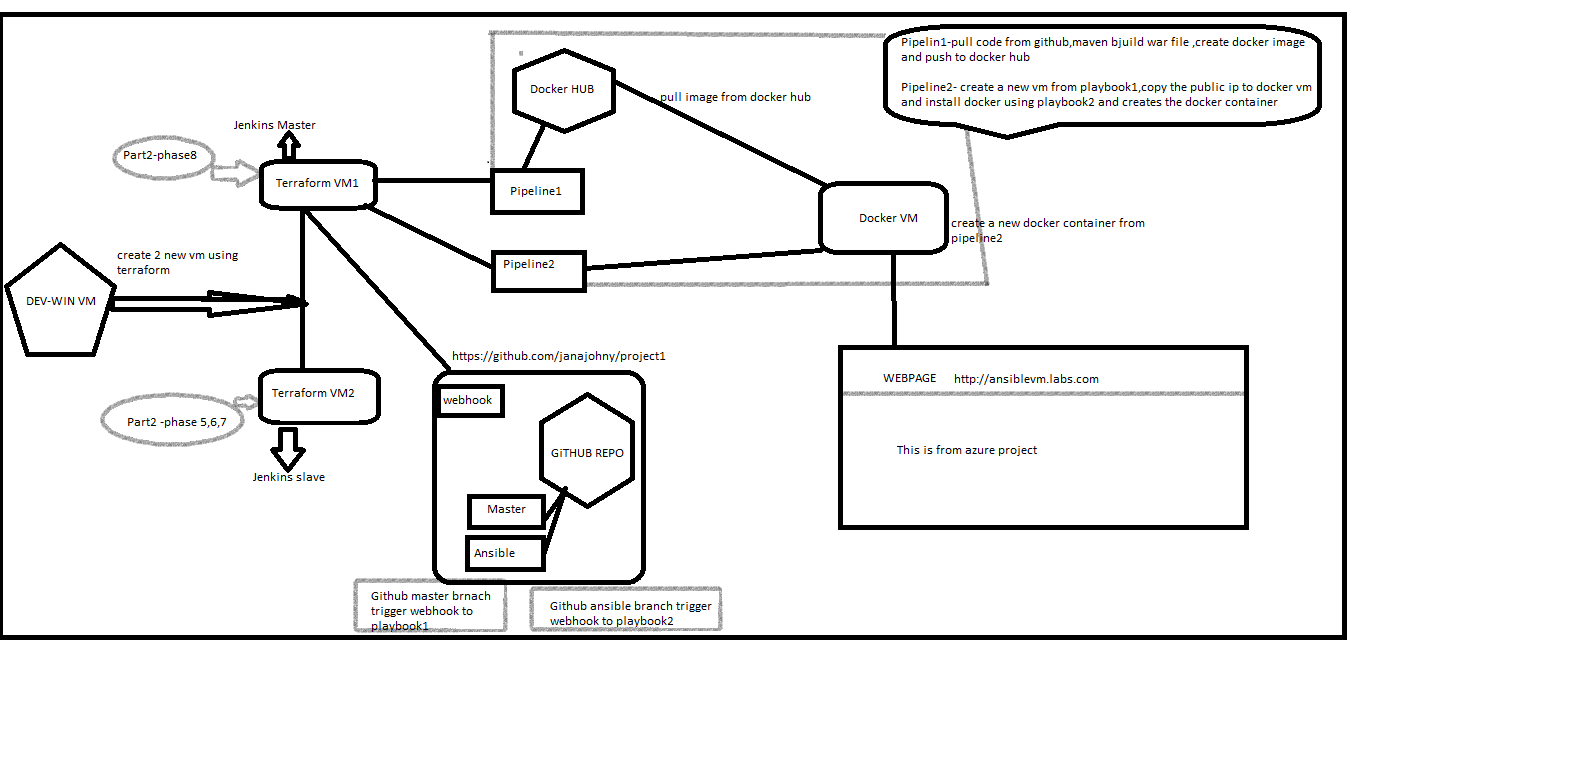 Pipelin1-pull code from github,maven bjuild war file ,create docker image
and push to docker hub
Pipeline2- create a new vm from playbook1,copy the public ip to docker vm
and install docker using playbook2 and creates the docker container
Docker HUB
pull image from docker hub
Jenkins Master
Part2-phase8
Terraform VM1
Pipeline1
Docker VM
create a new docker container from
pipeline2
create 2 new vm using
terraform
Pipeline2
DEV-WIN VM
https://github.com/janajohny/project1
Terraform VM2
webhook
WEBPAGE http://ansiblevm.labs.com
Part2 -phase 5,6,7
GiTHUB REPO
This is from azure project
Jenkins slave
Master
Ansible
Github master brnach
trigger webhook to
playbook1
Github ansible branch trigger
webhook to playbook2